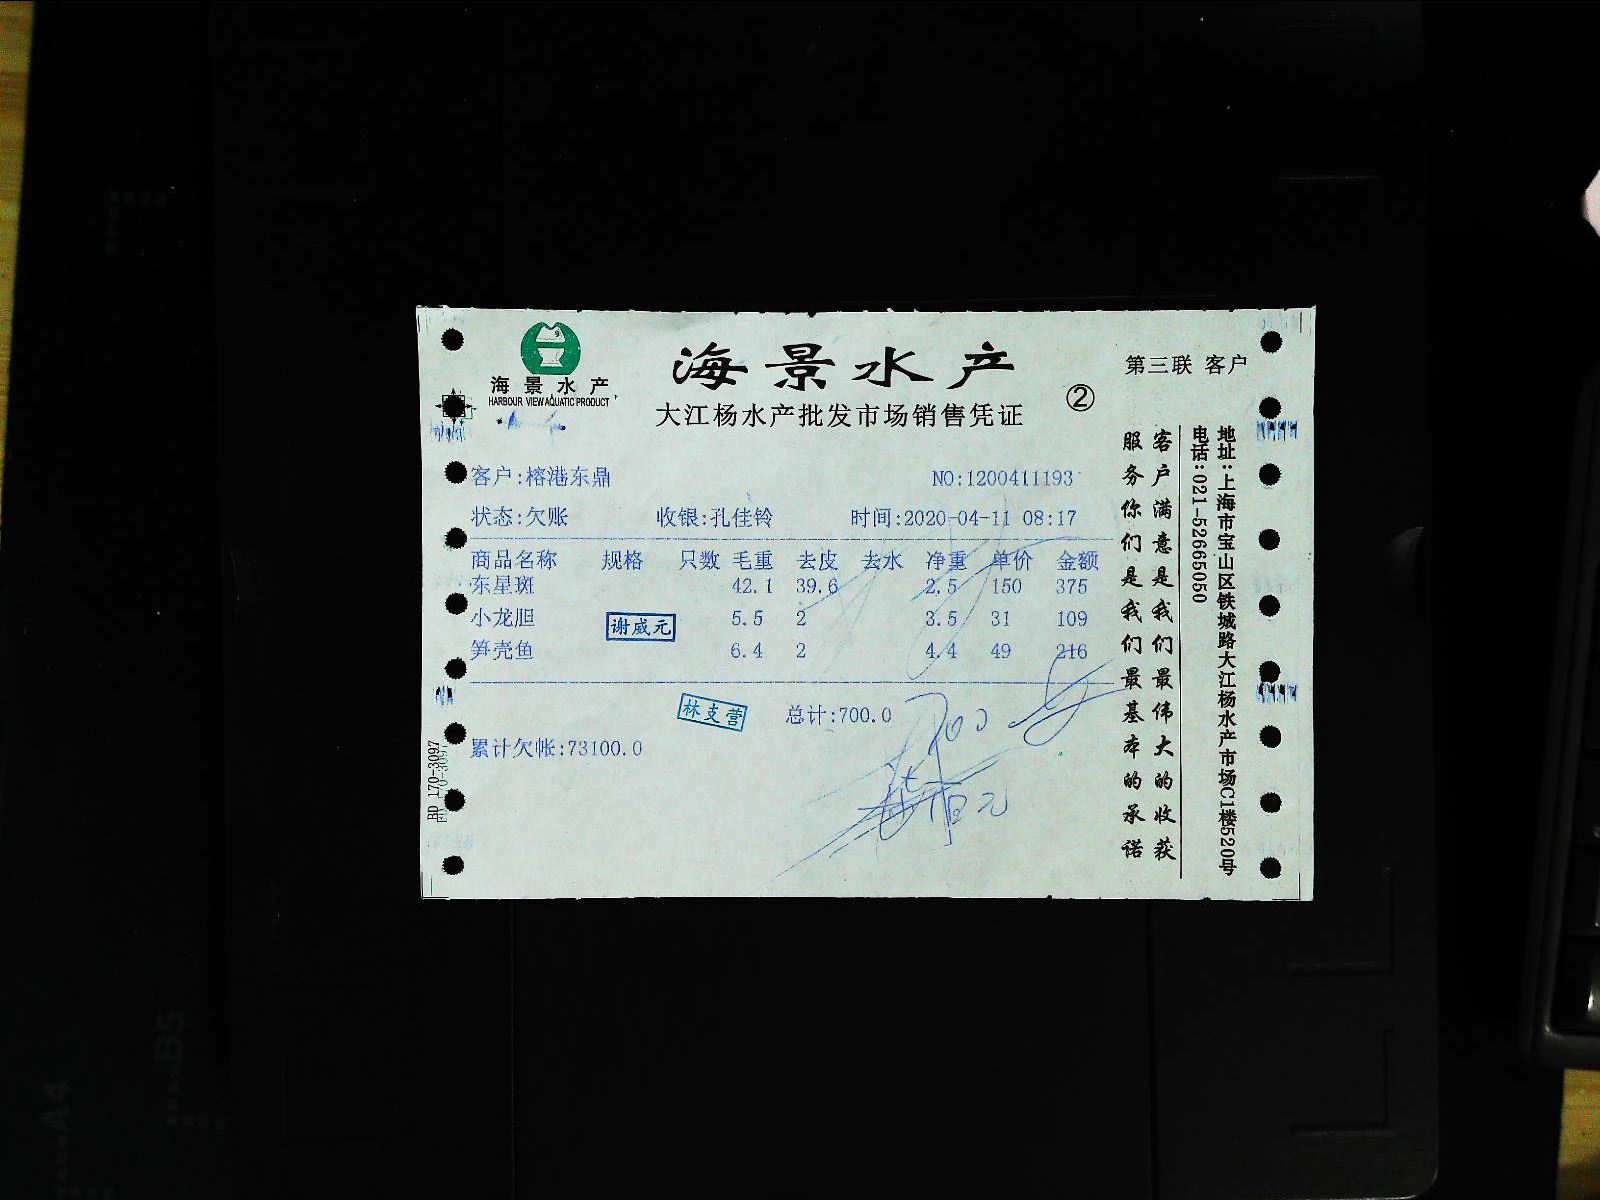 海景水产
HARBOUR VIEW AQUATIC PRODUCT
海景水产
大江杨水产批发市场销售凭证
②
第三联 客户
客户:榕港东鼎 NO:1200411193
状态:欠账 收银:孔佳铃 时间:2020-04-11 08:17
商品名称 规格 只数 毛重 去皮 去水 净重 单价 金额
东星斑 42.1 39.6 2.5 150 375
小龙胆 5.5 2 3.5 31 109
谢威元
笋壳鱼 6.4 2 4.4 49 216
林支营
总计:700.0
700
累计欠帐:73100.0
佰元
BD 170-3097
客户满意是我们最伟大的收获
服务你们是我们最基本的承诺
地址:上海市宝山区铁城路大江杨水产市场C1楼520号
电话:021-52665050
A4
B5